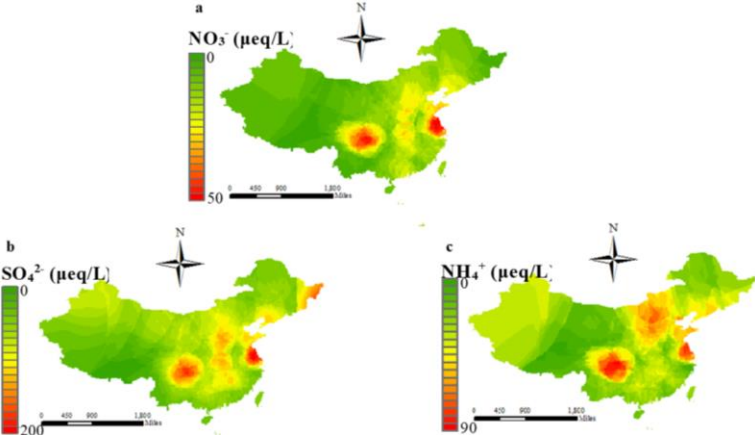 a
N
NO₃⁻ (μeq/L)
0
50
0 450 900 1,800
Miles
b
N
SO₄²⁻ (μeq/L)
0
200
0 450 900 1,800
Miles
c
N
NH₄⁺ (μeq/L)
0
90
0 450 900 1,800
Miles